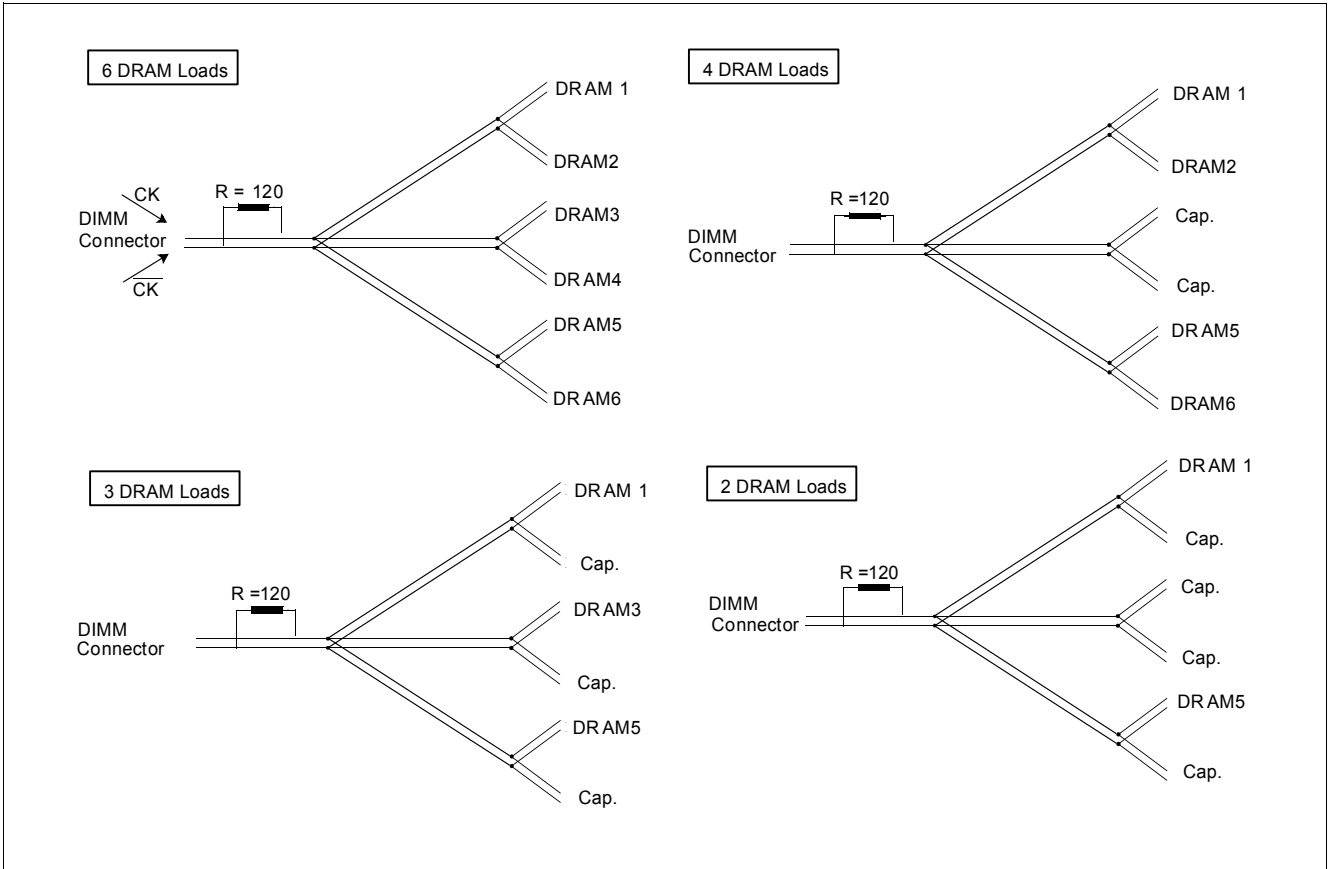 6 DRAM Loads
DRAM 1
DRAM2
R = 120
CK
DIMM
Connector
CK
DRAM3
DRAM4
DRAM5
DRAM6
4 DRAM Loads
DRAM 1
DRAM2
R =120
DIMM
Connector
Cap.
Cap.
DRAM5
DRAM6
3 DRAM Loads
DRAM 1
Cap.
R =120
DIMM
Connector
DRAM3
Cap.
DRAM5
Cap.
2 DRAM Loads
DRAM 1
Cap.
R =120
DIMM
Connector
Cap.
Cap.
DRAM5
Cap.